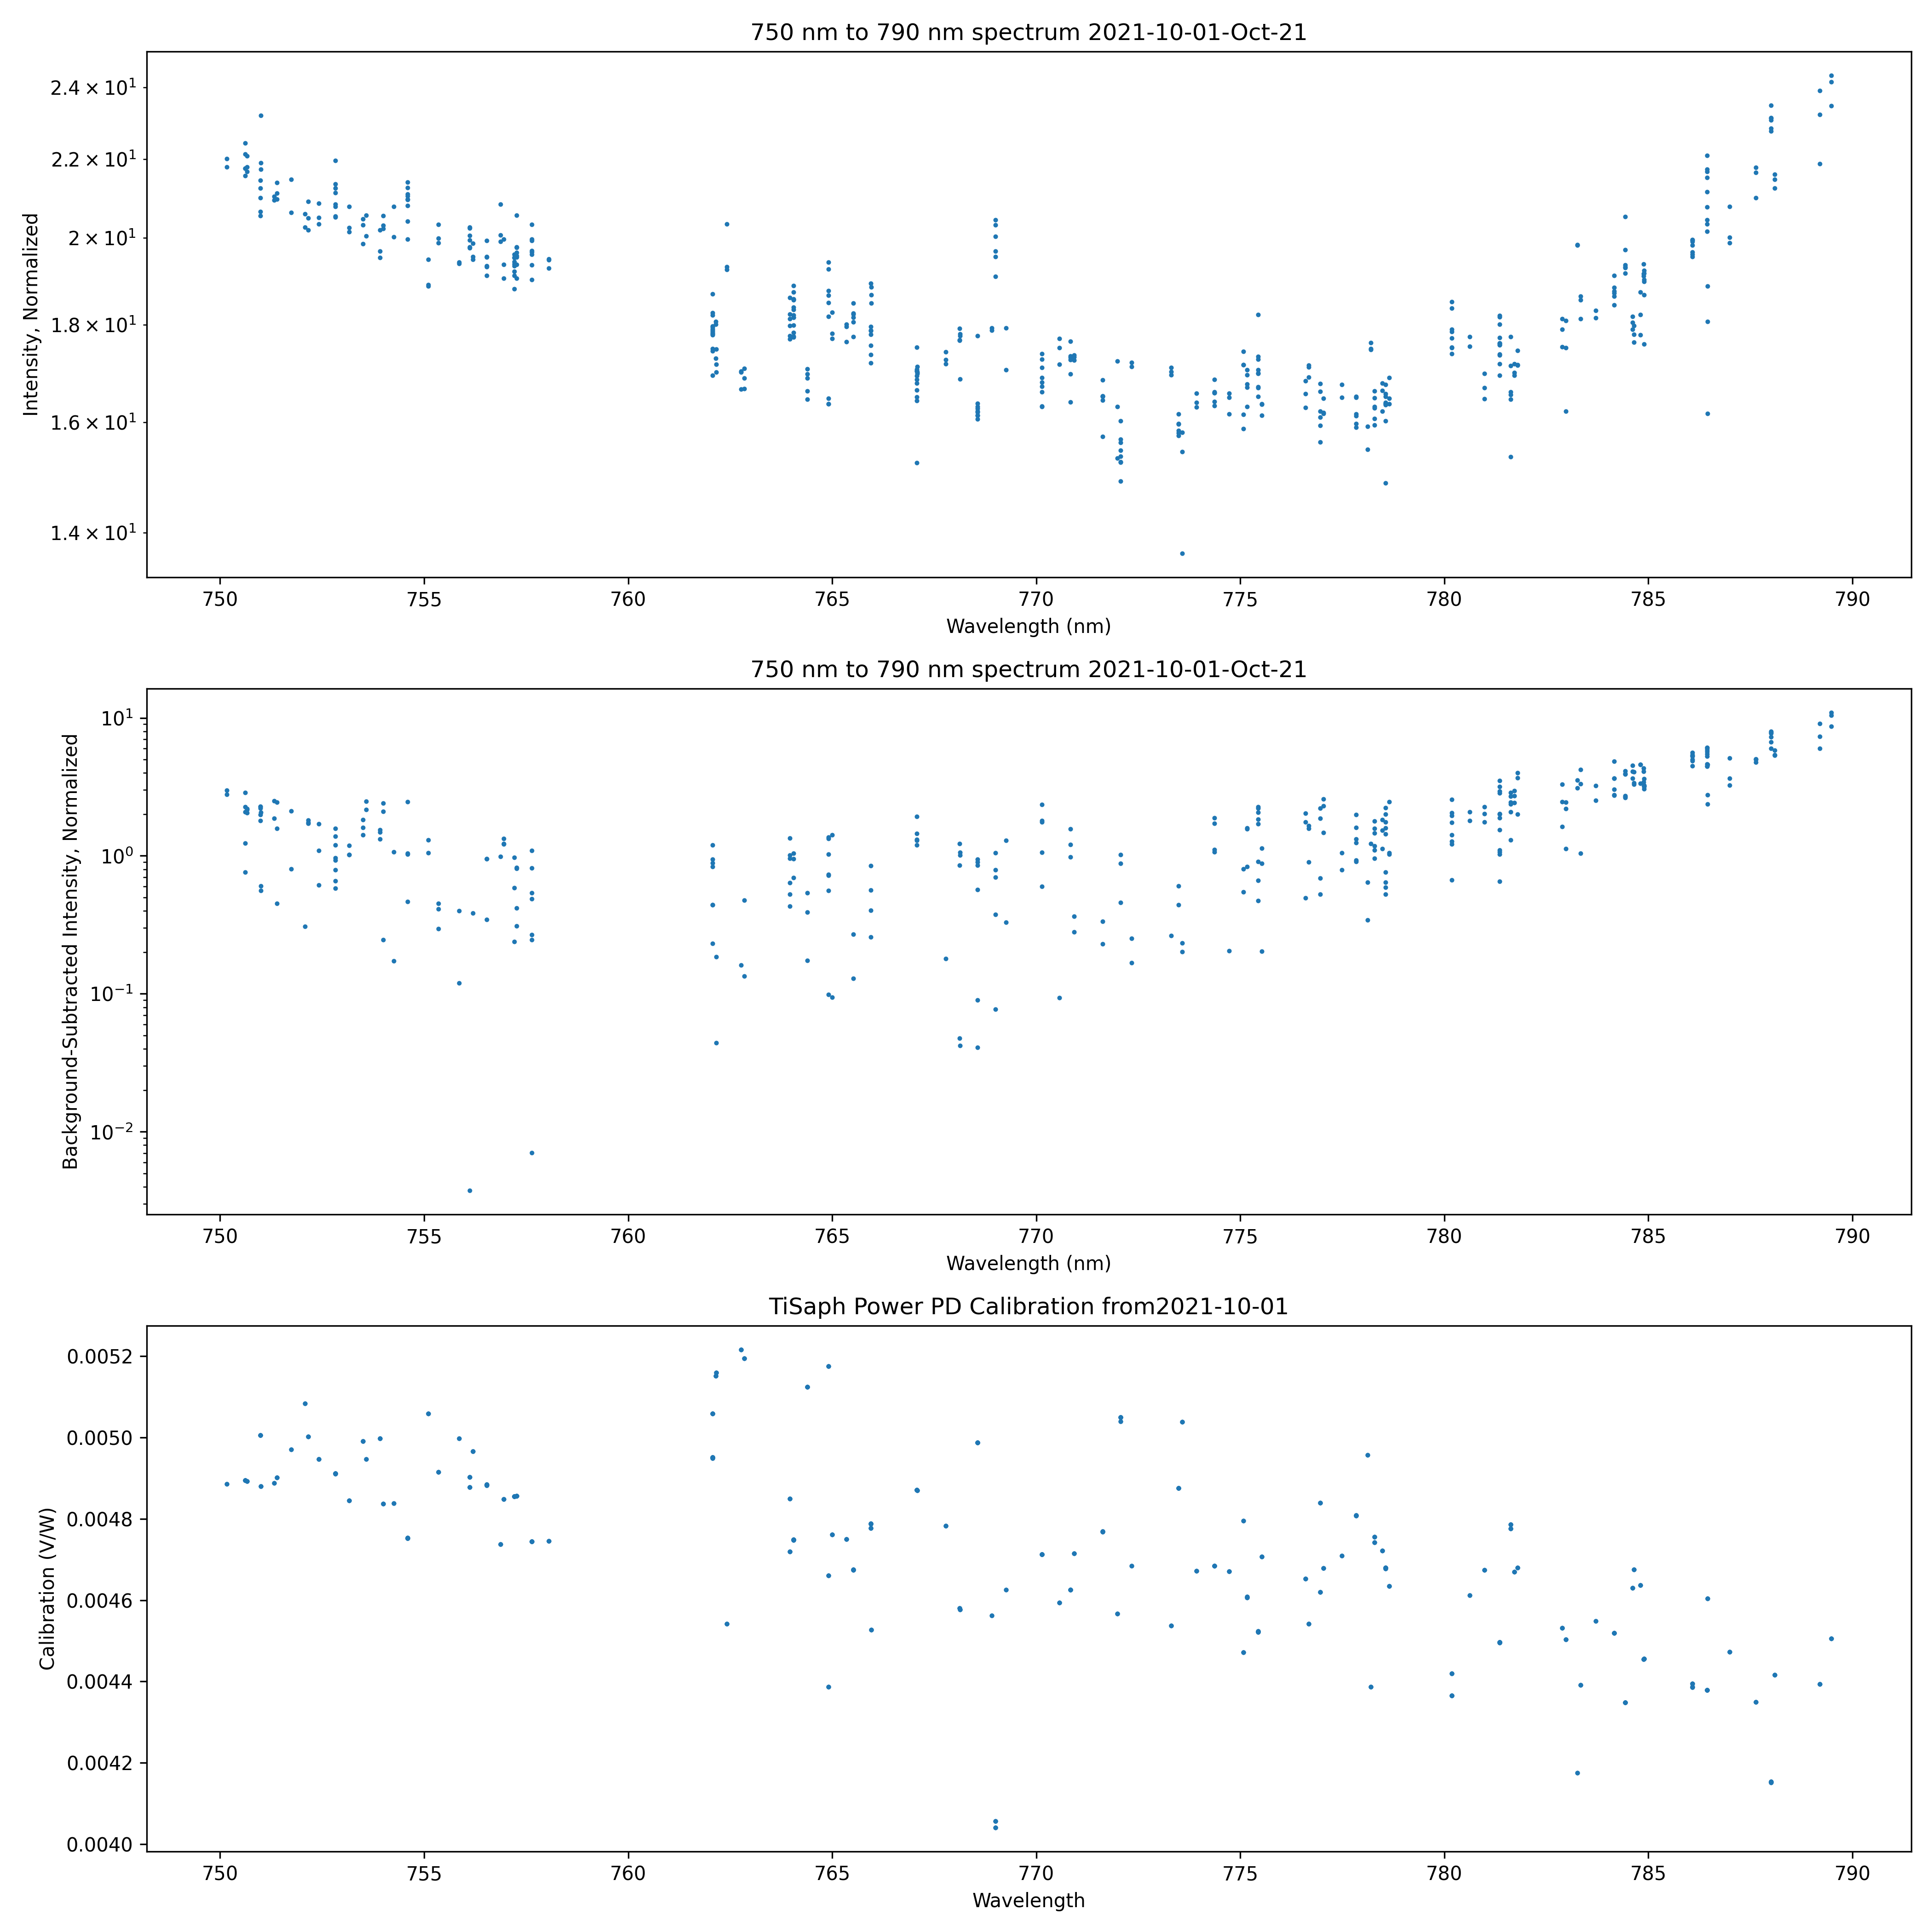 750 nm to 790 nm spectrum 2021-10-01-Oct-21
Intensity, Normalized
2.4 × 10¹
2.2 × 10¹
2 × 10¹
1.8 × 10¹
1.6 × 10¹
1.4 × 10¹
750 755 760 765 770 775 780 785 790
Wavelength (nm)
750 nm to 790 nm spectrum 2021-10-01-Oct-21
Background-Subtracted Intensity, Normalized
10¹
10⁰
10⁻¹
10⁻²
750 755 760 765 770 775 780 785 790
Wavelength (nm)
TiSaph Power PD Calibration from2021-10-01
Calibration (V/W)
0.0052
0.0050
0.0048
0.0046
0.0044
0.0042
0.0040
750 755 760 765 770 775 780 785 790
Wavelength